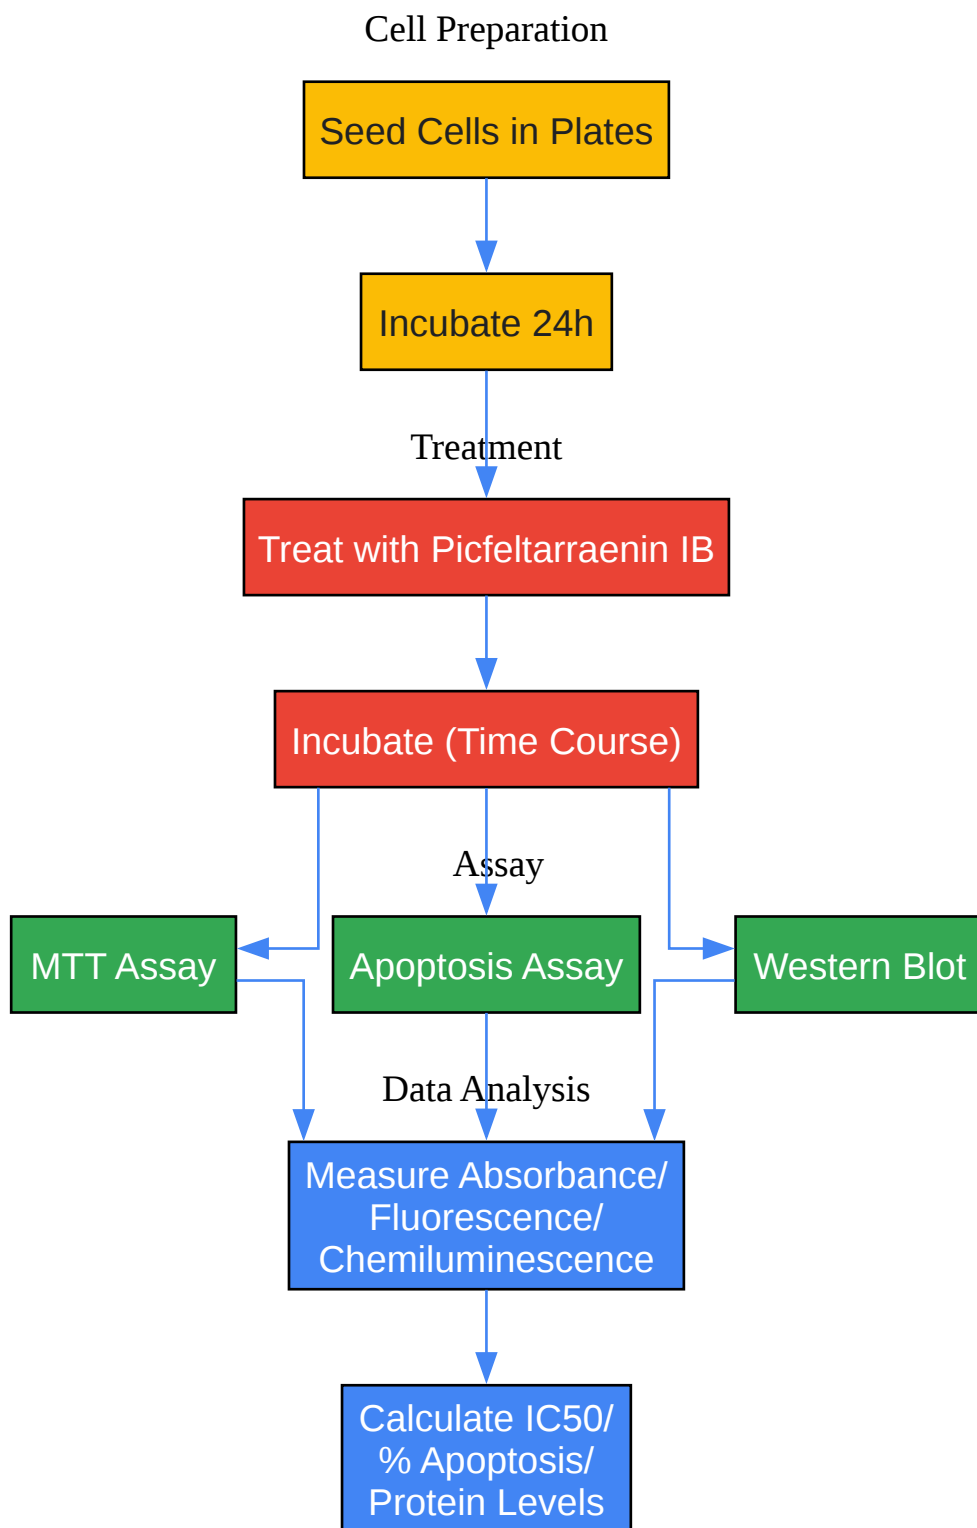 Cell Preparation
Seed Cells in Plates
Incubate 24h
Treatment
Treat with Picfeltarraenin IB
Incubate (Time Course)
Assay
MTT Assay
Apoptosis Assay
Western Blot
Data Analysis
Measure Absorbance/
Fluorescence/
Chemiluminescence
Calculate IC50/
% Apoptosis/
Protein Levels